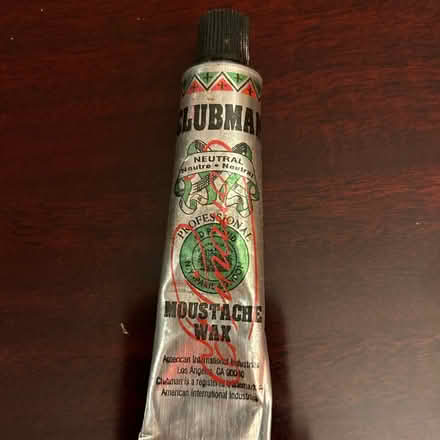 CLUBMAN
NEUTRAL
Neutre • Neutral
PROFESSIONAL
MOUSTACHE
WAX
American International Industries
Los Angeles, CA 90040
Clubman is a registered trademark of
American International Industries